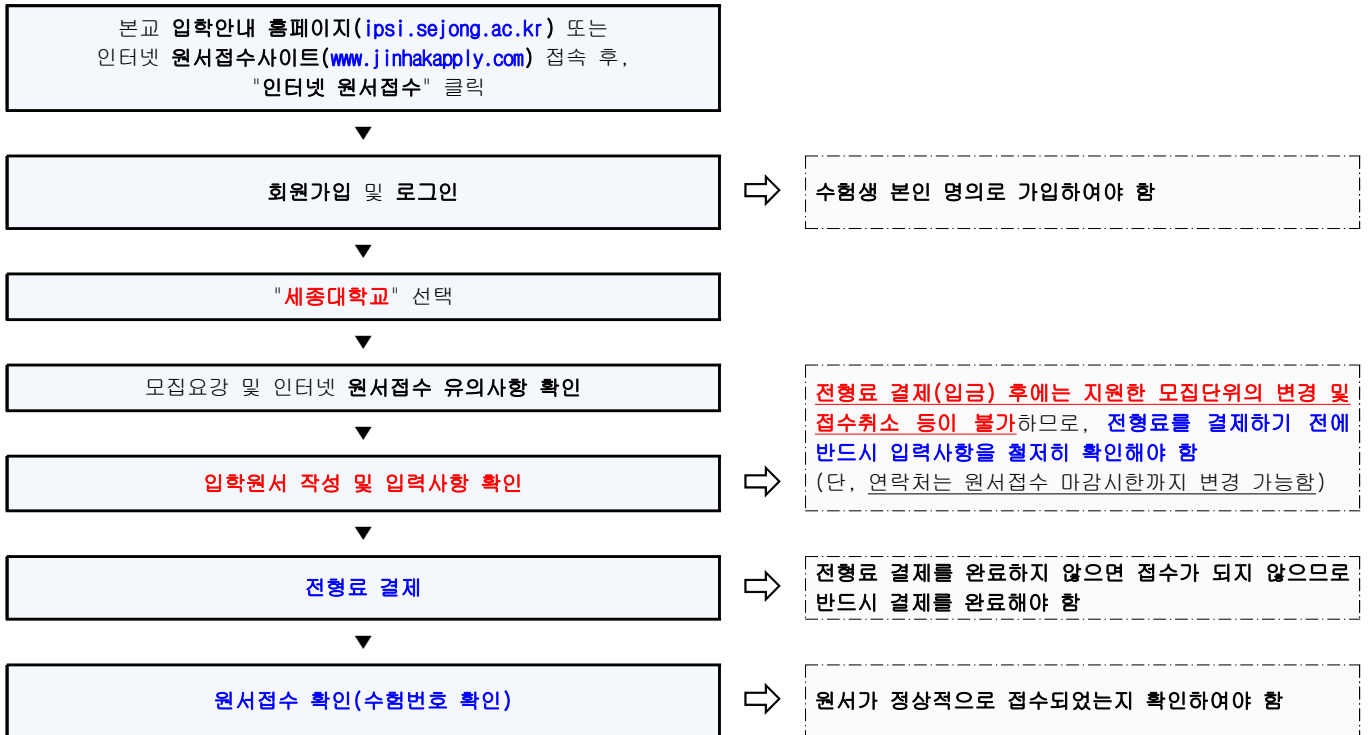 본교 입학안내 홈페이지(ipsi.sejong.ac.kr) 또는
인터넷 원서접수사이트(www.jinhakapply.com) 접속 후,
"인터넷 원서접수" 클릭
▼
회원가입 및 로그인
수험생 본인 명의로 가입하여야 함
▼
"세종대학교" 선택
▼
모집요강 및 인터넷 원서접수 유의사항 확인
▼
입학원서 작성 및 입력사항 확인
전형료 결제(입금) 후에는 지원한 모집단위의 변경 및
접수취소 등이 불가하므로, 전형료를 결제하기 전에
반드시 입력사항을 철저히 확인해야 함
(단, 연락처는 원서접수 마감시한까지 변경 가능함)
▼
전형료 결제
전형료 결제를 완료하지 않으면 접수가 되지 않으므로
반드시 결제를 완료해야 함
▼
원서접수 확인(수험번호 확인)
원서가 정상적으로 접수되었는지 확인하여야 함